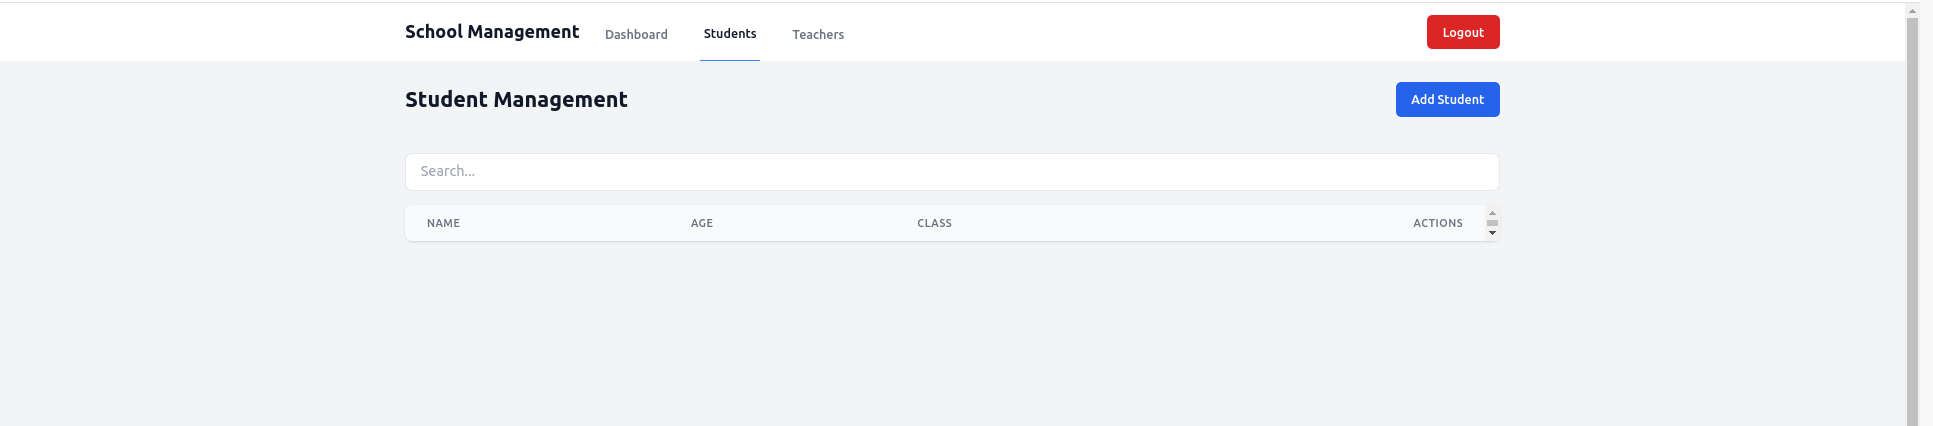 School Management Dashboard Students Teachers Logout
Student Management Add Student
Search...
NAME AGE CLASS ACTIONS